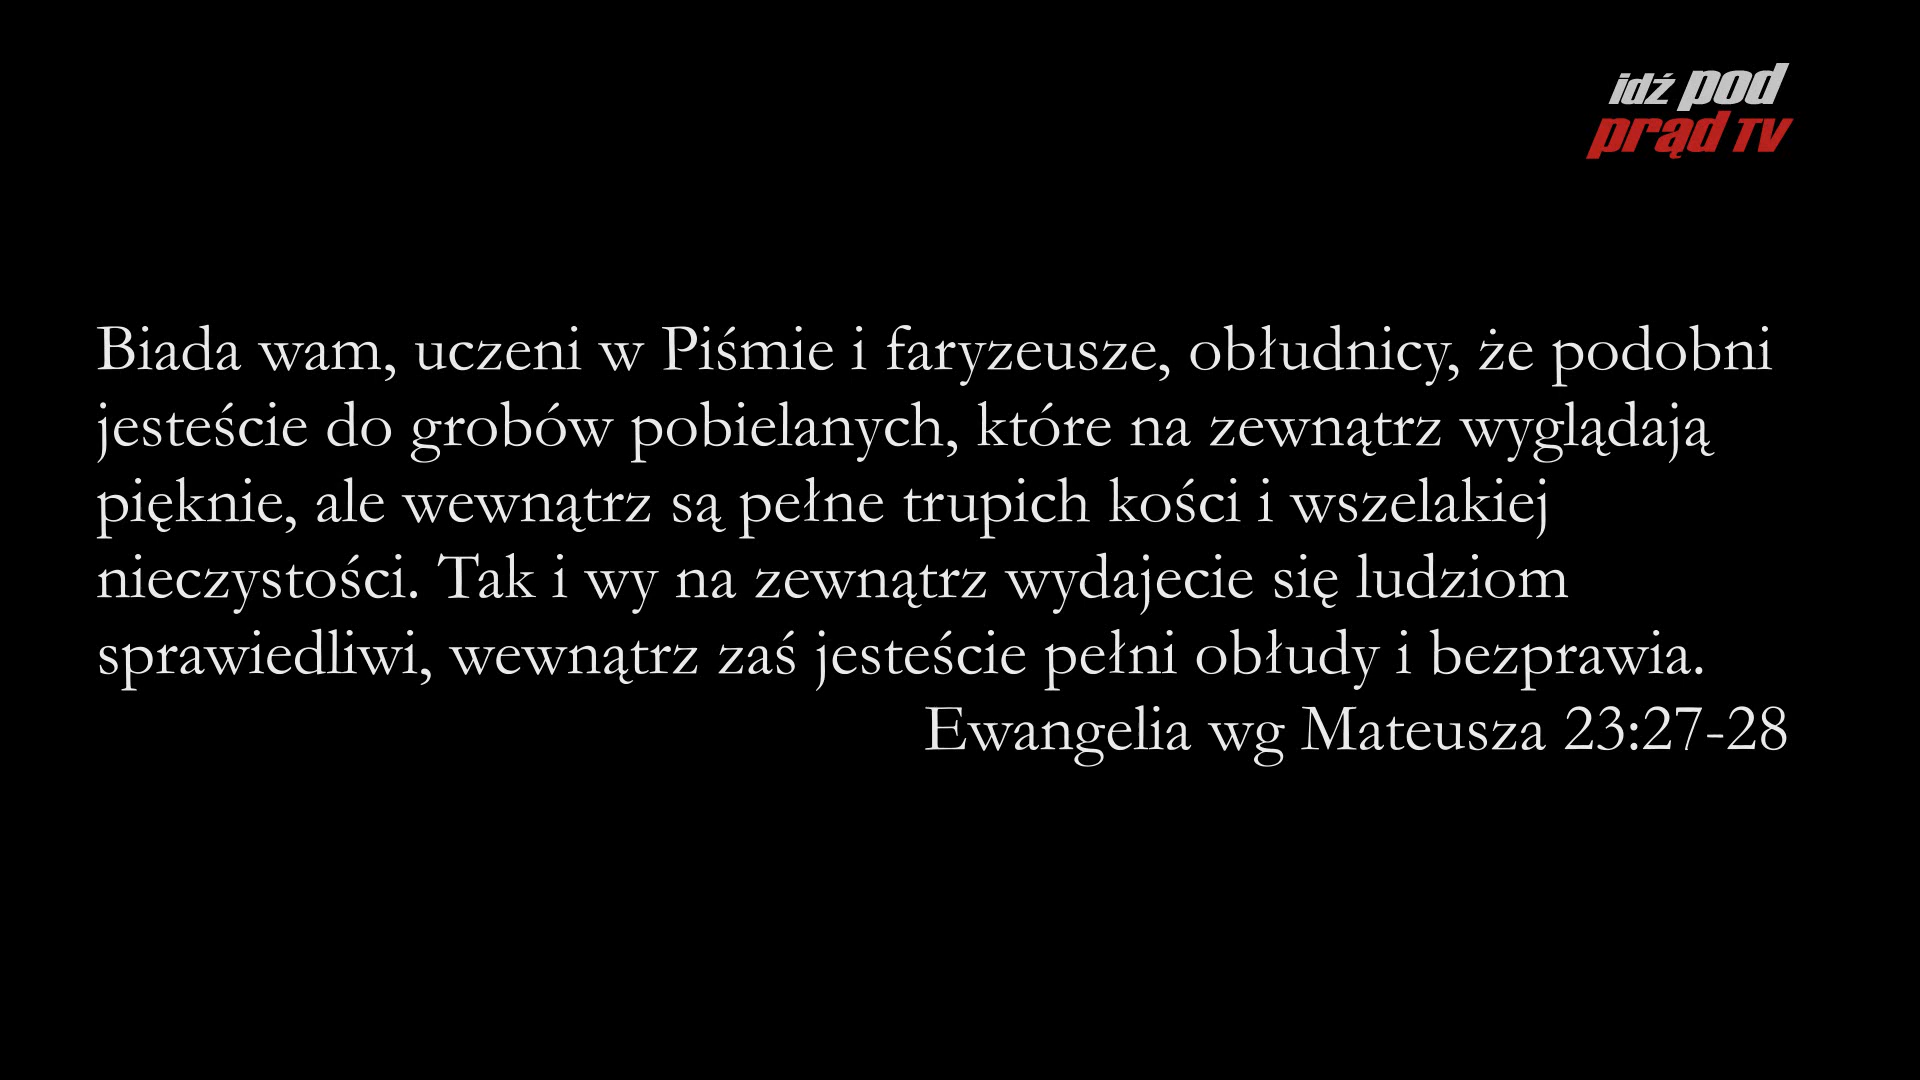 idź pod
prąd TV
Biada wam, uczeni w Piśmie i faryzeusze, obłudnicy, że podobni
jesteście do grobów pobielanych, które na zewnątrz wyglądają
pięknie, ale wewnątrz są pełne trupich kości i wszelakiej
nieczystości. Tak i wy na zewnątrz wydajecie się ludziom
sprawiedliwi, wewnątrz zaś jesteście pełni obłudy i bezprawia.
Ewangelia wg Mateusza 23:27-28